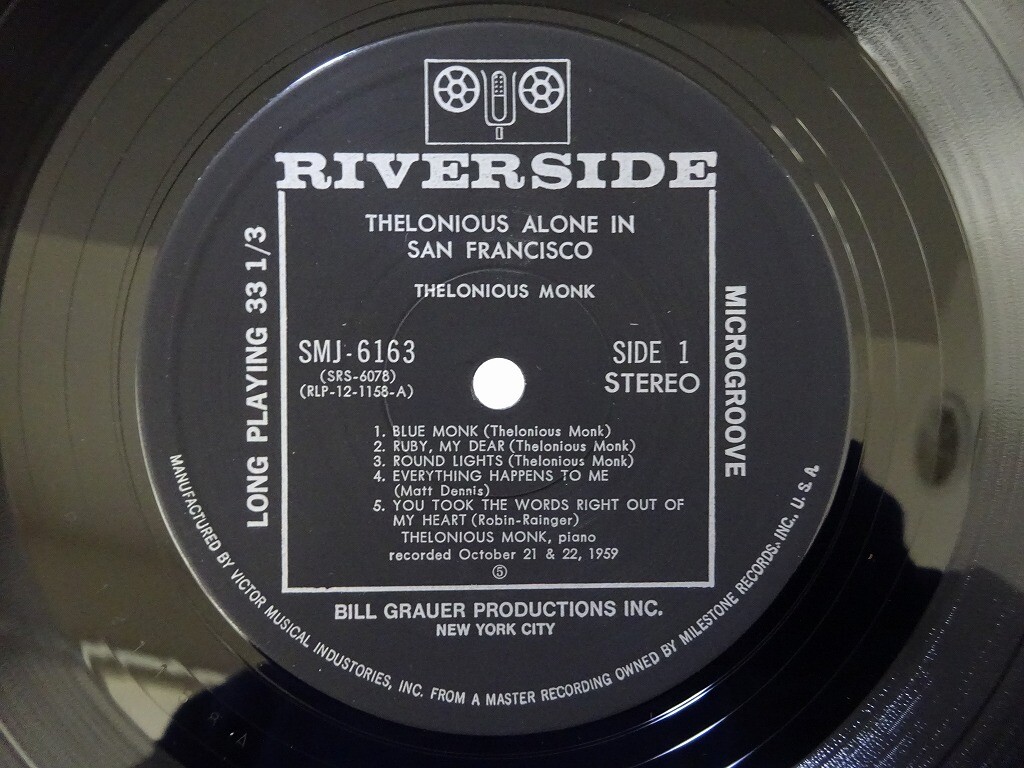 RIVERSIDE
THELONIOUS ALONE IN
SAN FRANCISCO
THELONIOUS MONK
LONG PLAYING 33 1/3
SMJ-6163
(SRS-6078)
(RLP-12-1158-A)
SIDE 1
STEREO
MICROGROOVE
1. BLUE MONK (Thelonious Monk)
2. RUBY, MY DEAR (Thelonious Monk)
3. ROUND LIGHTS (Thelonious Monk)
4. EVERYTHING HAPPENS TO ME
(Matt Dennis)
5. YOU TOOK THE WORDS RIGHT OUT OF
MY HEART (Robin-Rainger)
THELONIOUS MONK, piano
recorded October 21 & 22, 1959
⑤
BILL GRAUER PRODUCTIONS INC.
NEW YORK CITY
MANUFACTURED BY VICTOR MUSICAL INDUSTORIES, INC. FROM A MASTER RECORDING OWNED BY MILESTONE RECORDS, INC., U. S. A.